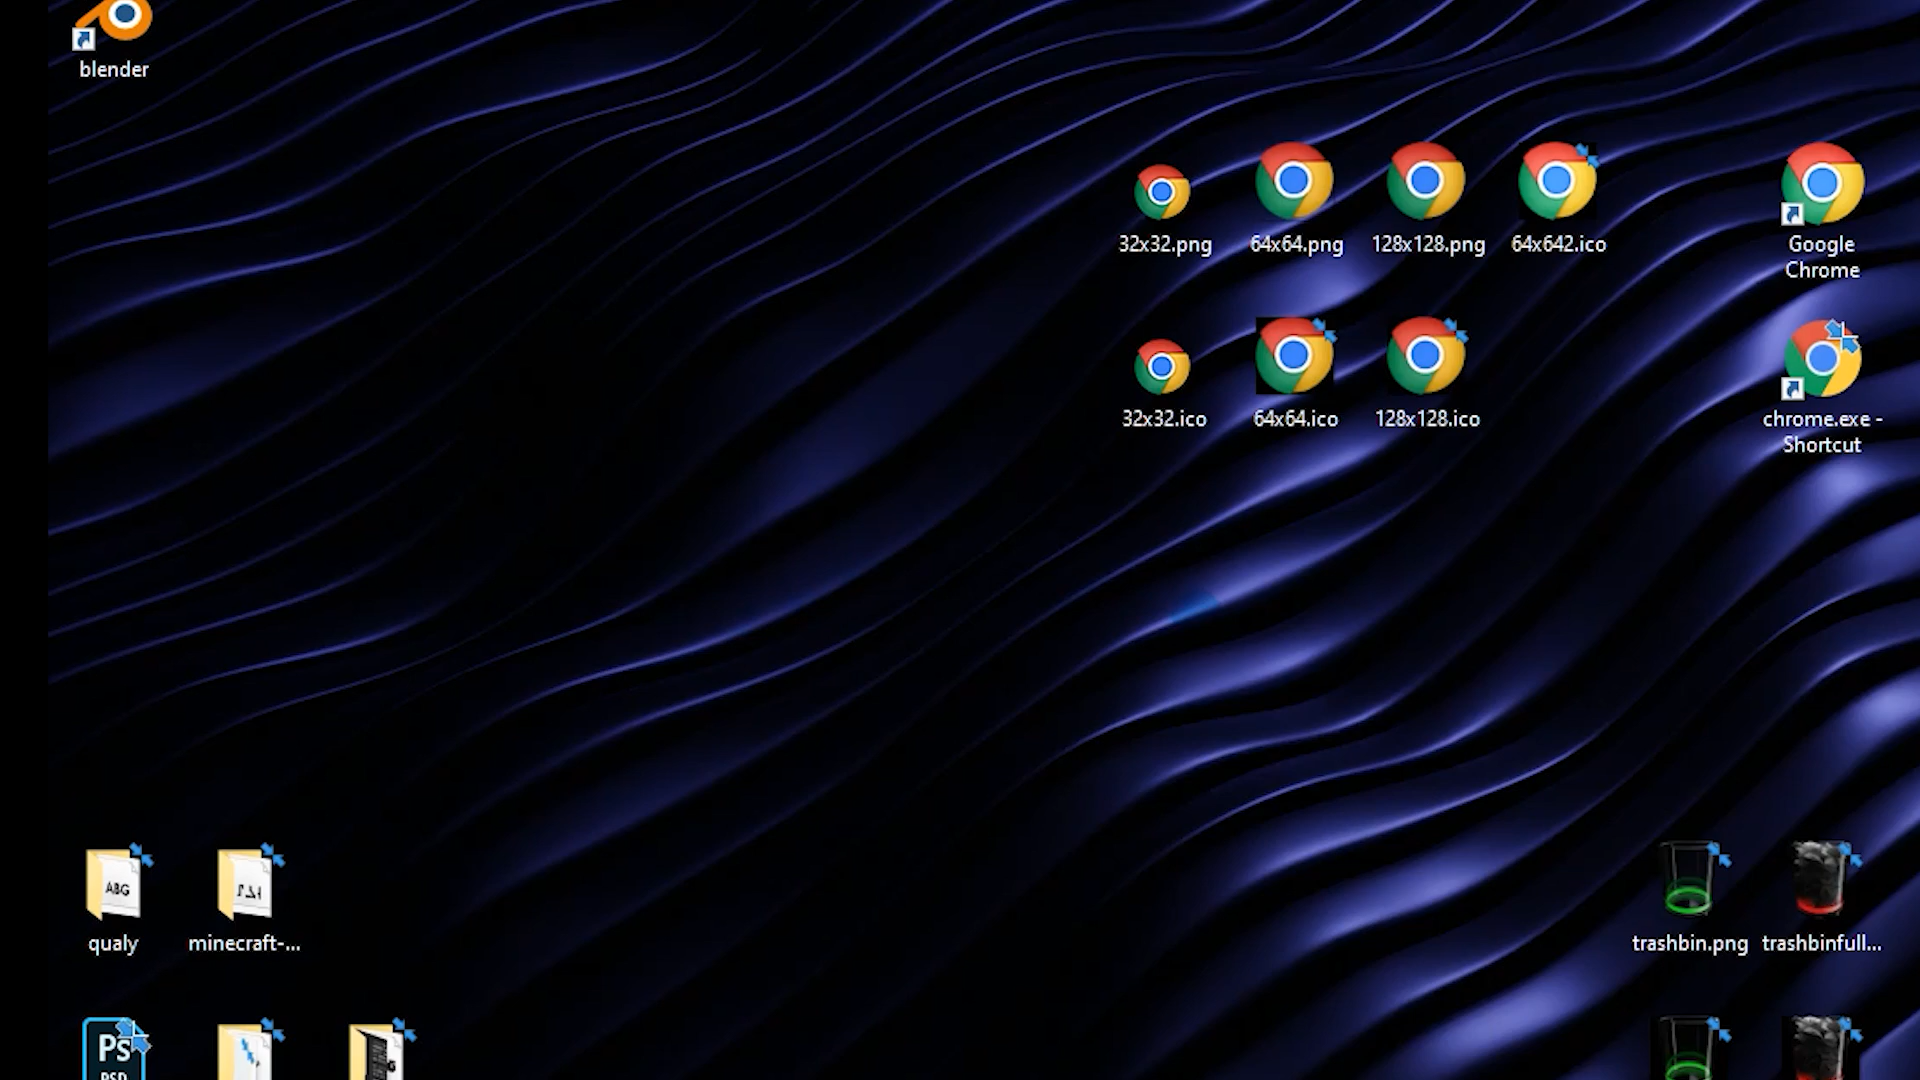 blender
32x32.png
64x64.png
128x128.png
64x642.ico
Google
Chrome
32x32.ico
64x64.ico
128x128.ico
chrome.exe -
Shortcut
ABG
qualy
minecraft-...
trashbin.png
trashbinfull...
Ps
PSD